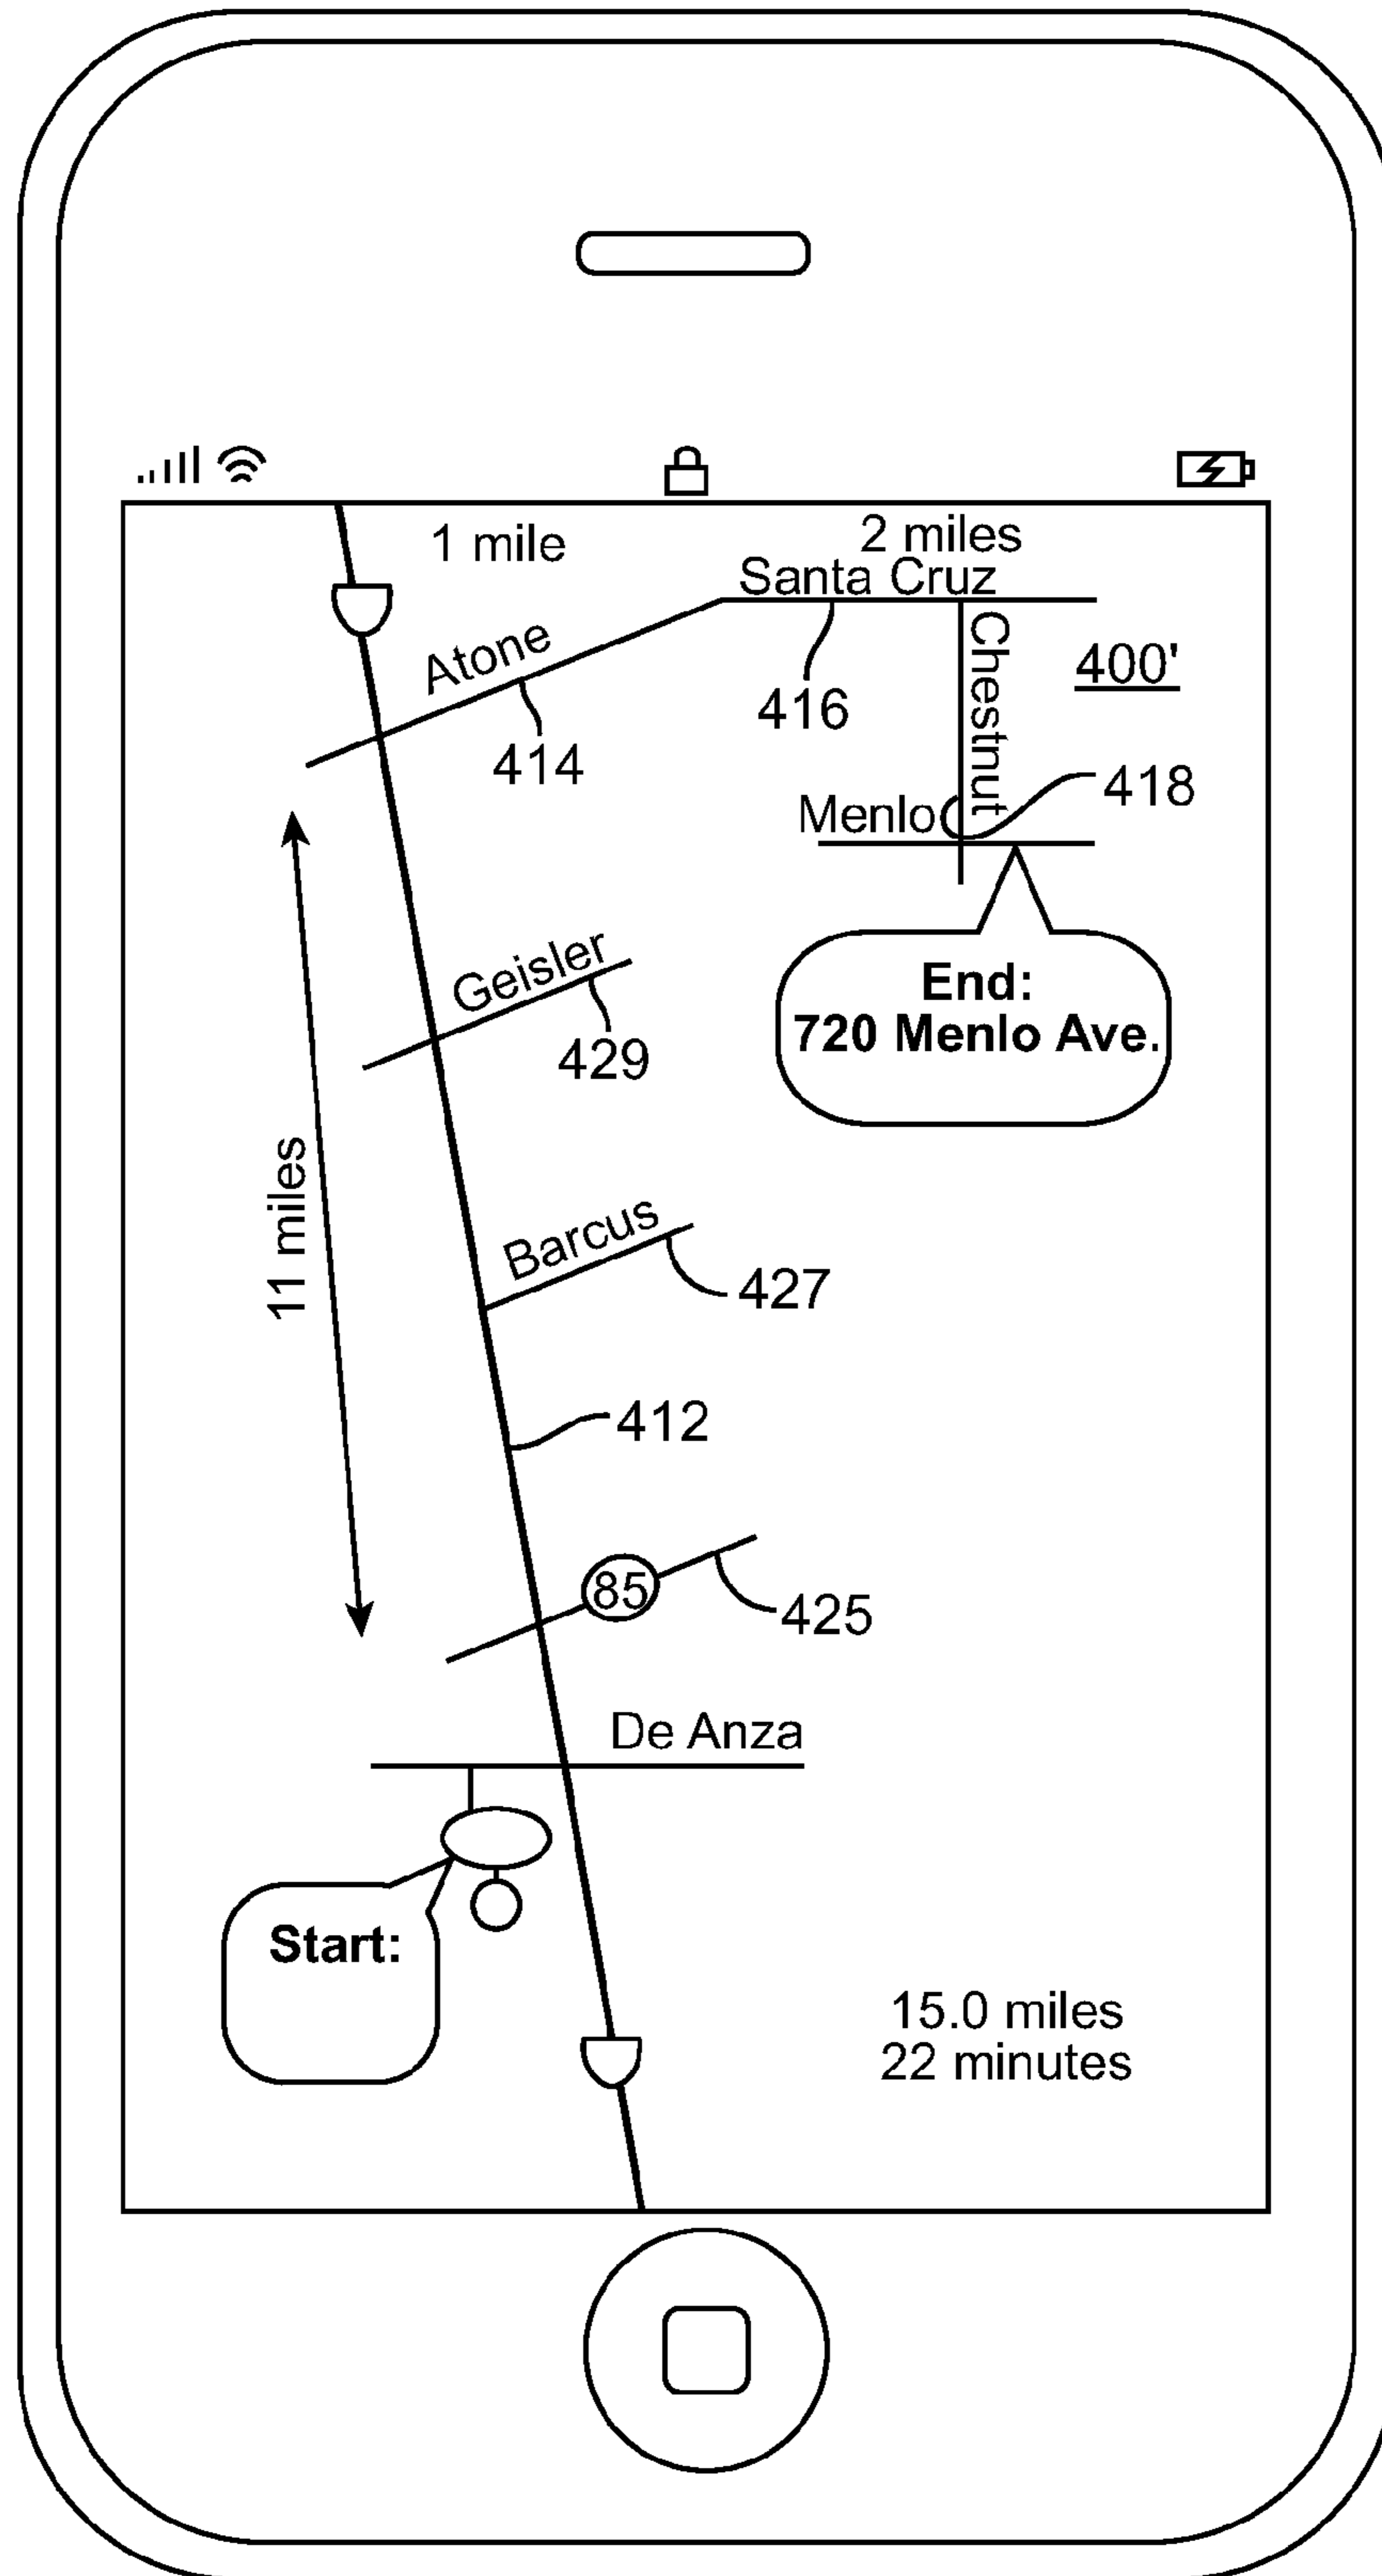 1 mile
2 miles
Santa Cruz
Atone
Chestnut
400'
416
414
418
Menlo
Geisler
End:
720 Menlo Ave.
429
11 miles
Barcus
427
412
85
425
De Anza
Start:
15.0 miles
22 minutes